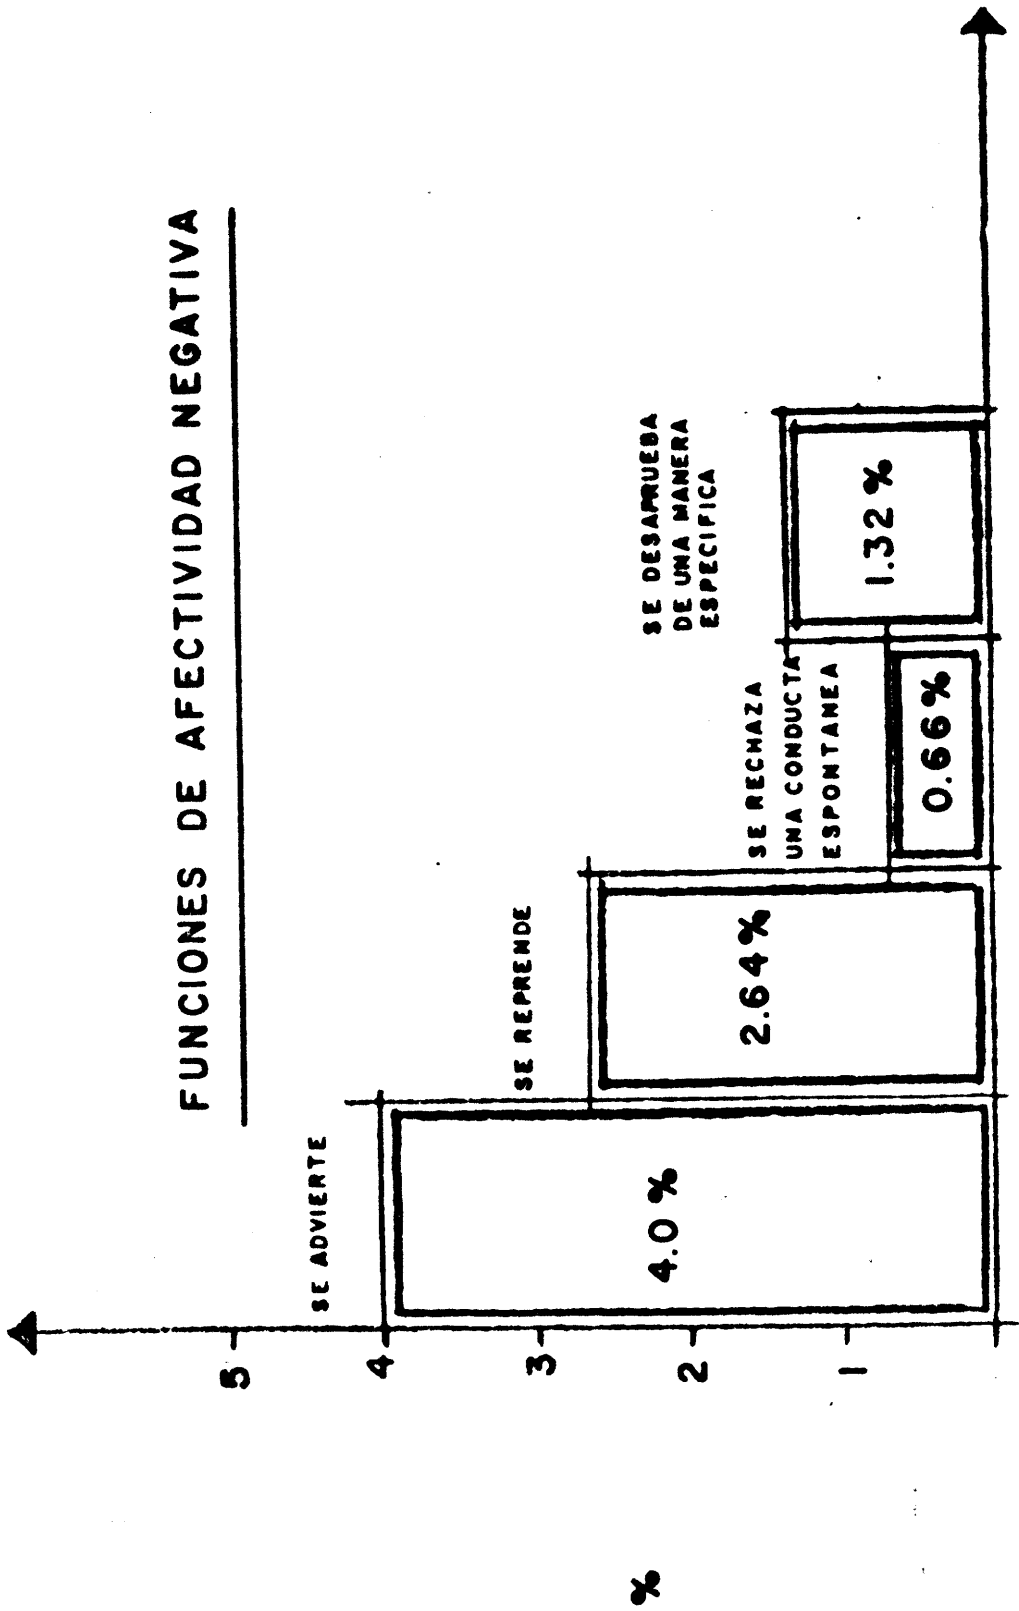 FUNCIONES DE AFECTIVIDAD NEGATIVA
%
5
4
3
2
1
SE ADVIERTE
4.0 %
SE REPRENDE
2.64 %
SE RECHAZA
UNA CONDUCTA
ESPONTANEA
0.66 %
SE DESAPRUEBA
DE UNA MANERA
ESPECIFICA
1.32 %